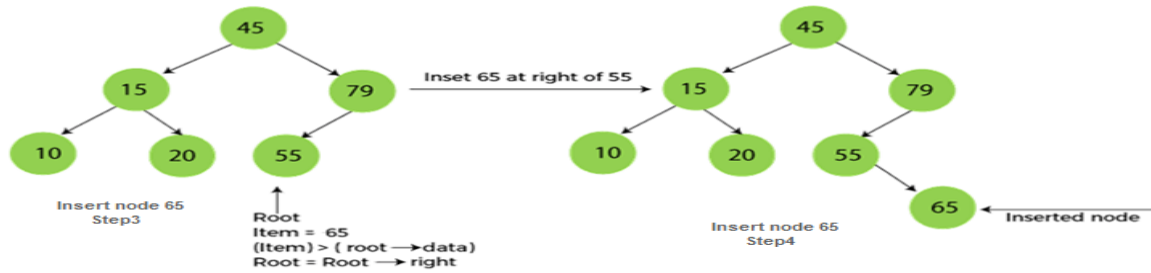 45
15
79
Inset 65 at right of 55
10
20
55
Insert node 65
Step3
Root
Item = 65
(Item) > ( root →data)
Root = Root → right
45
15
79
10
20
55
65
Inserted node
Insert node 65
Step4